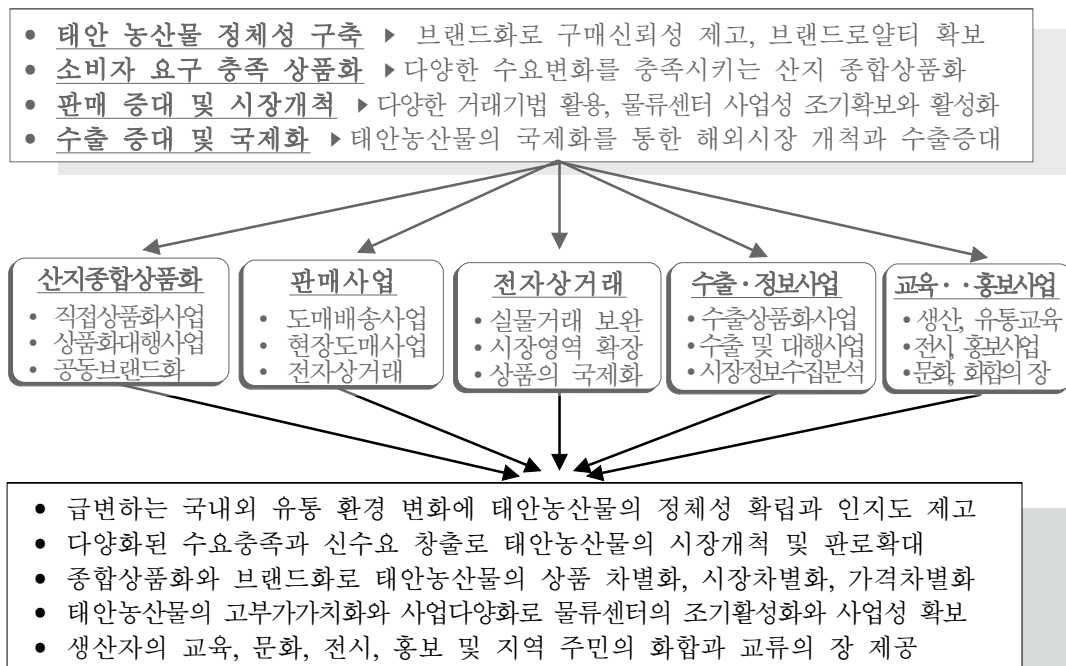 • 태안 농산물 정체성 구축 ▶ 브랜드화로 구매신뢰성 제고, 브랜드로얄티 확보
• 소비자 요구 충족 상품화 ▶ 다양한 수요변화를 충족시키는 산지 종합상품화
• 판매 증대 및 시장개척 ▶ 다양한 거래기법 활용, 물류센터 사업성 조기확보와 활성화
• 수출 증대 및 국제화 ▶ 태안농산물의 국제화를 통한 해외시장 개척과 수출증대
산지종합상품화
• 직접상품화사업
• 상품화대행사업
• 공동브랜드화
판매사업
• 도매배송사업
• 현장도매사업
• 전자상거래
전자상거래
• 실물거래 보완
• 시장영역 확장
• 상품의 국제화
수출·정보사업
• 수출상품화사업
• 수출 및 대행사업
• 시장정보수집분석
교육··홍보사업
• 생산, 유통교육
• 전시, 홍보사업
• 문화, 화합의 장
• 급변하는 국내외 유통 환경 변화에 태안농산물의 정체성 확립과 인지도 제고
• 다양화된 수요충족과 신수요 창출로 태안농산물의 시장개척 및 판로확대
• 종합상품화와 브랜드화로 태안농산물의 상품 차별화, 시장차별화, 가격차별화
• 태안농산물의 고부가가치화와 사업다양화로 물류센터의 조기활성화와 사업성 확보
• 생산자의 교육, 문화, 전시, 홍보 및 지역 주민의 화합과 교류의 장 제공